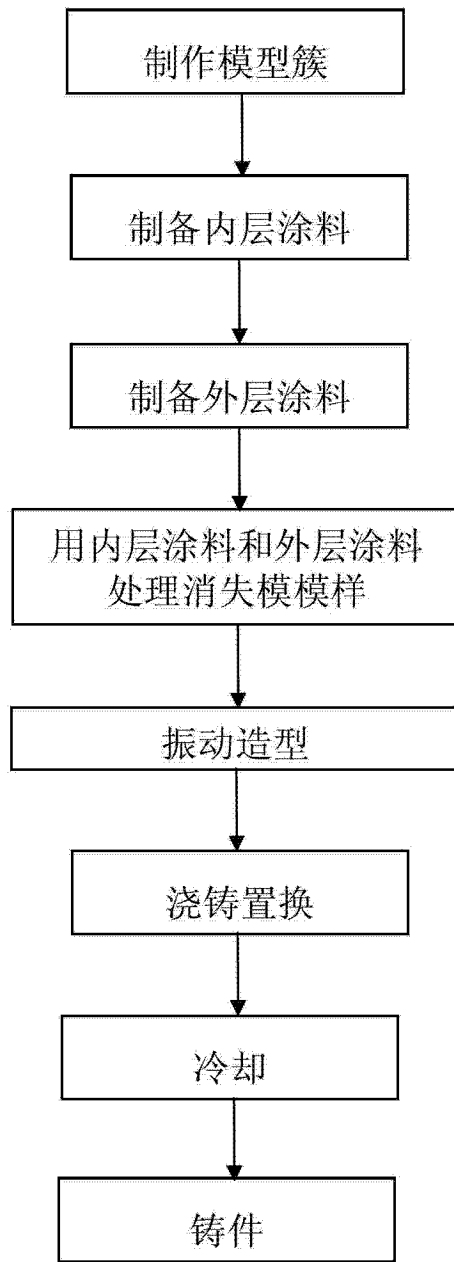 制作模型簇
制备内层涂料
制备外层涂料
用内层涂料和外层涂料
处理消失模模样
振动造型
浇铸置换
冷却
铸件